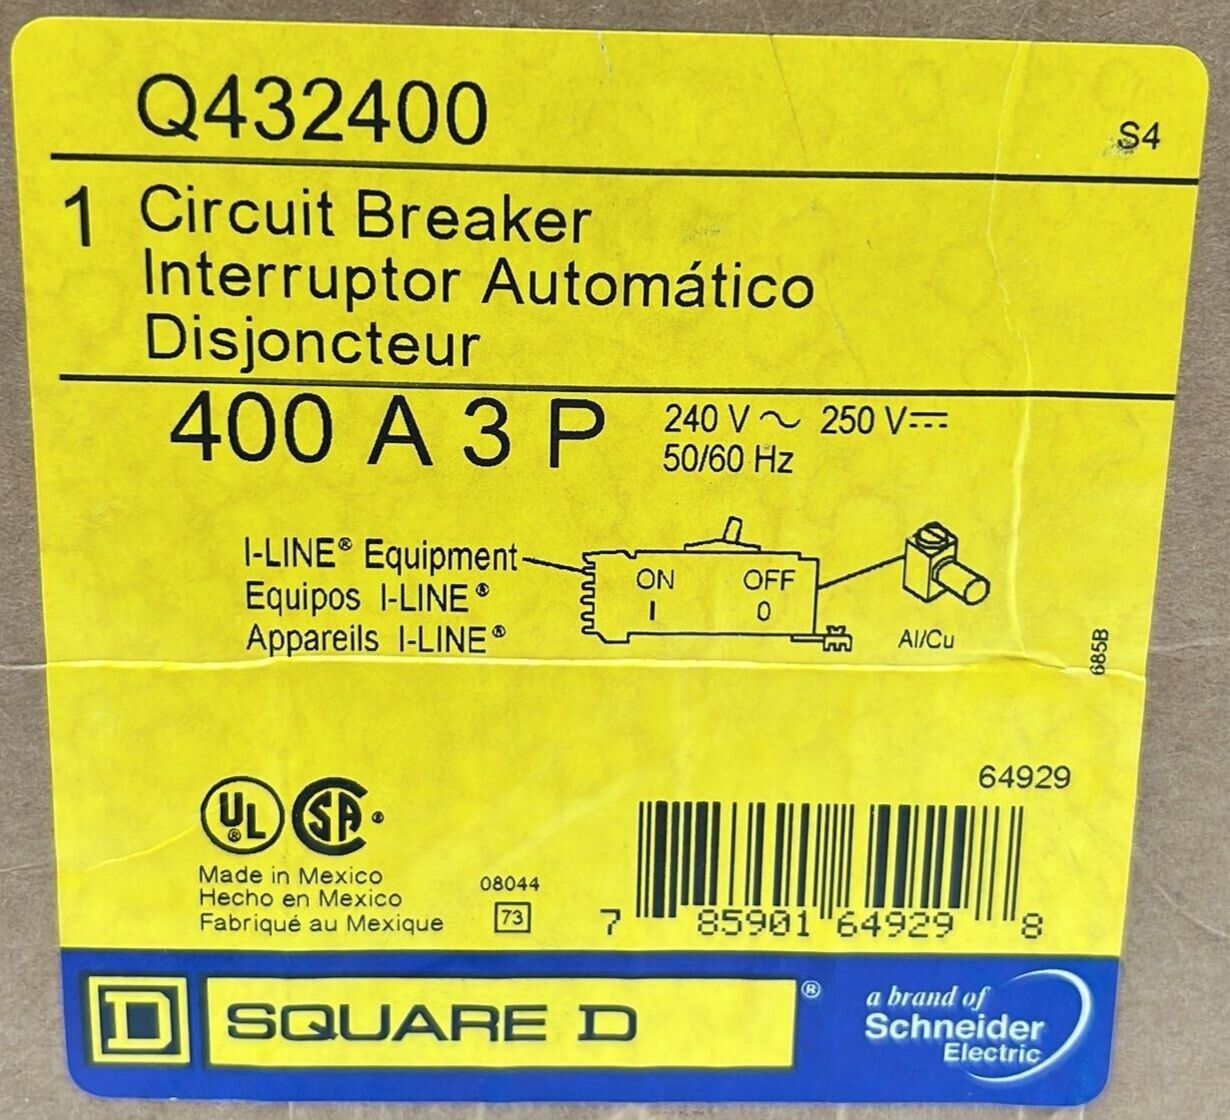 Q432400
S4
1 Circuit Breaker
Interruptor Automático
Disjoncteur
400 A 3 P
240 V ~ 250 V⎓
50/60 Hz
I-LINE® Equipment
Equipos I-LINE®
Appareils I-LINE®
ON OFF
I 0
Al/Cu
685B
64929
UL® CSA®
Made in Mexico
Hecho en Mexico
Fabriqué au Mexique
08044
73
7 85901 64929 8
D SQUARE D®
a brand of
Schneider
Electric